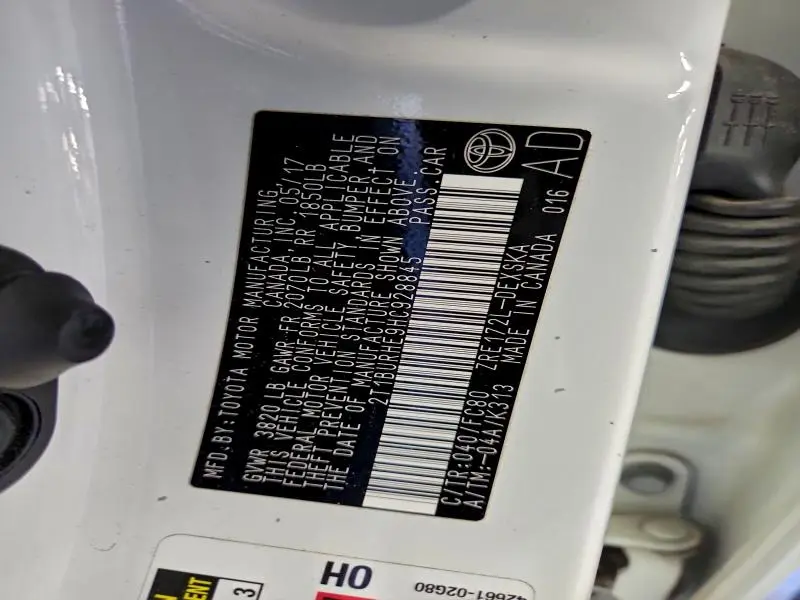 MFD.BY:TOYOTA MOTOR MANUFACTURING
CANADA, INC. 05/17
GVWR 3820LB GAWR FR 2070LB RR 1850LB
THIS VEHICLE CONFORMS TO ALL APPLICABLE
FEDERAL MOTOR VEHICLE SAFETY BUMPER AND
THEFT PREVENTION STANDARDS IN EFFECT ON
THE DATE OF MANUFACTURE SHOWN ABOVE.
2T1BURHE9HC928845 PASS.CAR
C/TR:040/FC80 ZRE172L-DEXSKA
A/TM:-04A/K313 MADE IN CANADA 016 AD
3
0H
42661-02G80